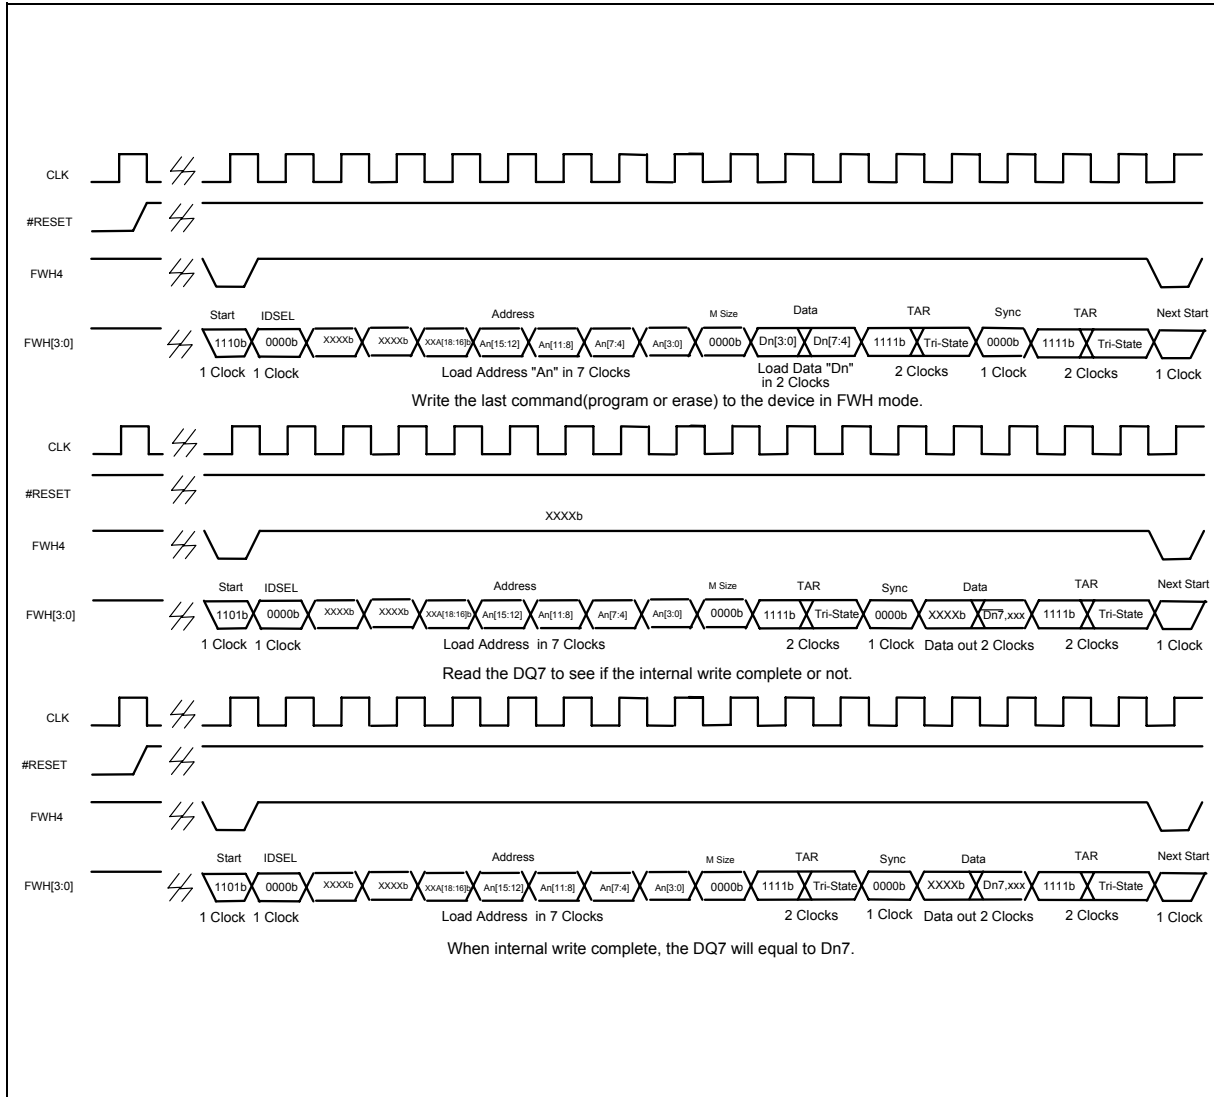 CLK
#RESET
FWH4
Start IDSEL Address M Size Data TAR Sync TAR Next Start
FWH[3:0] 1110b 0000b XXXXb XXXXb XXA[18:16]b An[15:12] An[11:8] An[7:4] An[3:0] 0000b Dn[3:0] Dn[7:4] 1111b Tri-State 0000b 1111b Tri-State
1 Clock 1 Clock Load Address "An" in 7 Clocks Load Data "Dn" 2 Clocks 1 Clock 2 Clocks 1 Clock
in 2 Clocks
Write the last command(program or erase) to the device in FWH mode.
CLK
#RESET
XXXXb
FWH4
Start IDSEL Address M Size TAR Sync Data TAR Next Start
FWH[3:0] 1101b 0000b XXXXb XXXXb XXA[18:16]b An[15:12] An[11:8] An[7:4] An[3:0] 0000b 1111b Tri-State 0000b XXXXb Dn7,xxx 1111b Tri-State
1 Clock 1 Clock Load Address in 7 Clocks 2 Clocks 1 Clock Data out 2 Clocks 2 Clocks 1 Clock
Read the DQ7 to see if the internal write complete or not.
CLK
#RESET
FWH4
Start IDSEL Address M Size TAR Sync Data TAR Next Start
FWH[3:0] 1101b 0000b XXXXb XXXXb XXA[18:16]b An[15:12] An[11:8] An[7:4] An[3:0] 0000b 1111b Tri-State 0000b XXXXb Dn7,xxx 1111b Tri-State
1 Clock 1 Clock Load Address in 7 Clocks 2 Clocks 1 Clock Data out 2 Clocks 2 Clocks 1 Clock
When internal write complete, the DQ7 will equal to Dn7.